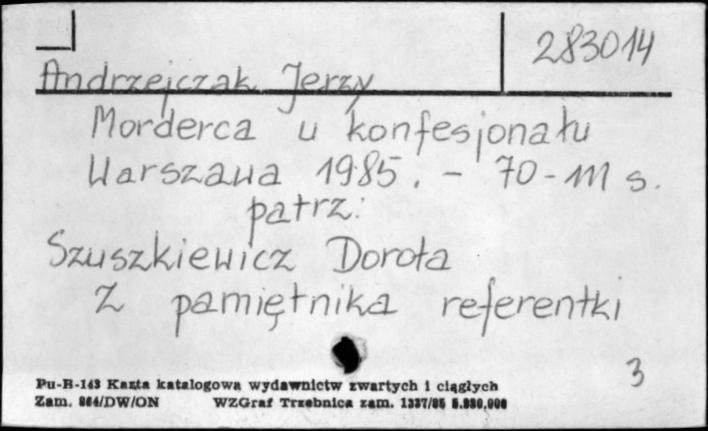 283014
Andrzejczak Jerzy
Morderca u konfesjonału
Warszawa 1985. - 70-111 s.
patrz:
Szuszkiewicz Dorota
Z pamiętnika referentki
3
Pu-B-143 Karta katalogowa wydawnictw zwartych i ciągłych
Zam. 864/DW/ON WZGraf Trzebnica zam. 1337/85 5.930,000